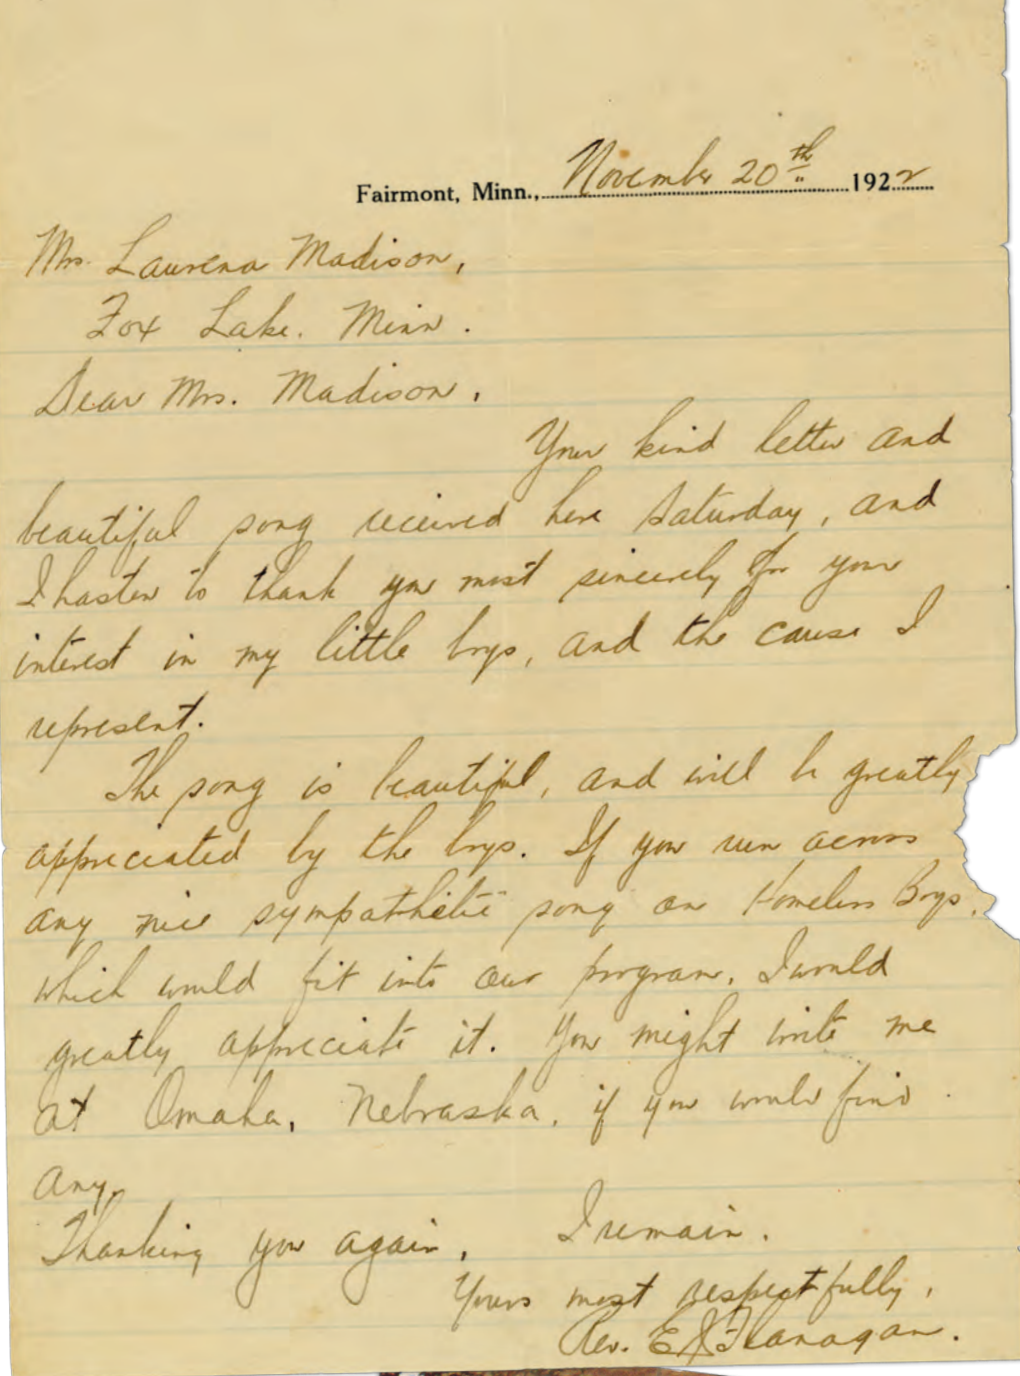 Fairmont, Minn., November 20th 1922
Mrs. Laurena Madison,
Fox Lake. Minn.
Dear Mrs. Madison,
Your kind letter and
beautiful song received here Saturday, and
I hasten to thank you most sincerely for your
interest in my little boys, and the cause I
represent.
The song is beautiful, and will be greatly
appreciated by the boys. If you run across
any nice sympathetic song on Homeless Boys,
which would fit into our program, I would
greatly appreciate it. You might write me
at Omaha, Nebraska, if you would find
any.
Thanking you again, I remain.
Yours most respectfully,
Rev. E J Flanagan.